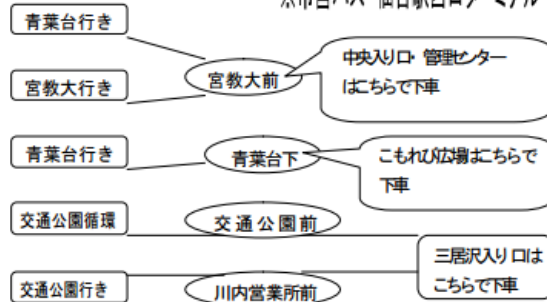 青葉台行き
宮教大行き
宮教大前
中央入り口・管理センター
はこちらで下車
青葉台行き
青葉台下
こもれび広場はこちらで
下車
交通公園循環
交通公園前
三居沢入り口は
こちらで下車
交通公園行き
川内営業所前